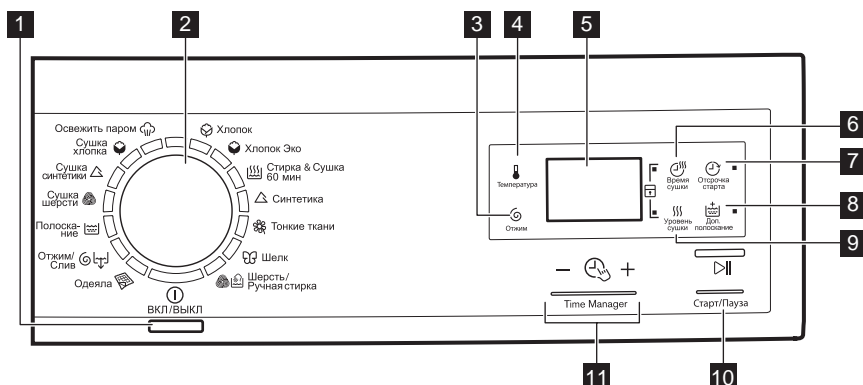 1
2
3
4
5
6
7
8
9
10
11
Освежить паром
Сушка
хлопка
Сушка
синтетики
Сушка
шерсти
Полоска-
ние
Отжим/
Слив
Одеяла
Хлопок
Хлопок Эко
Стирка & Сушка
60 мин
Синтетика
Тонкие ткани
Шелк
Шерсть/
Ручная стирка
ВКЛ/ВЫКЛ
Температура
Отжим
Время
сушки
Отсрочка
старта
Уровень
сушки
Доп.
полоскание
Time Manager
Старт/Пауза